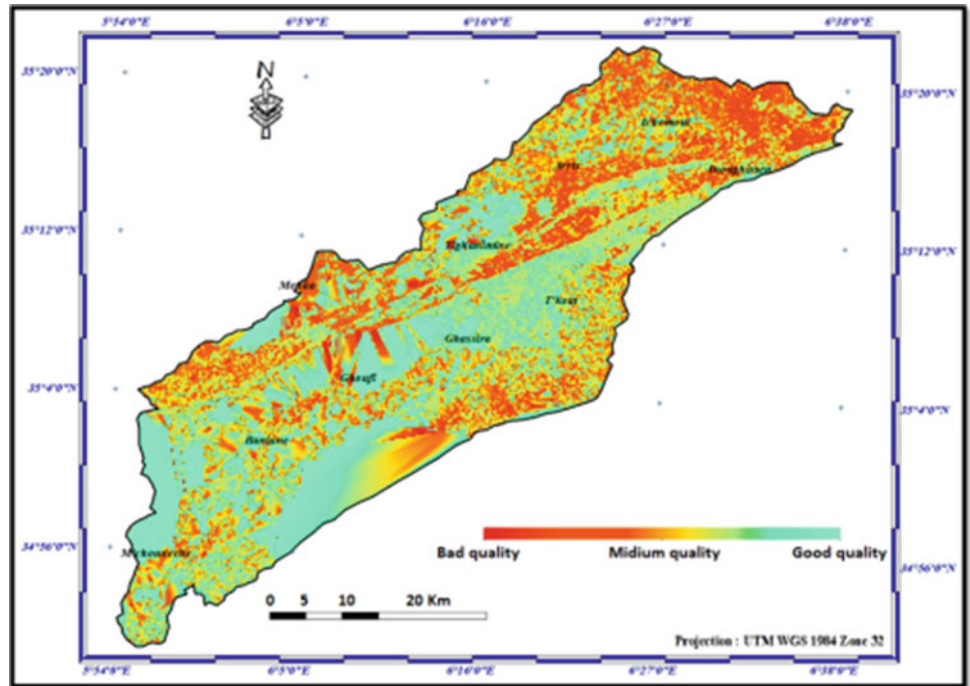 5°54'0"E 6°5'0"E 6°16'0"E 6°27'0"E 6°38'0"E
N
35°20'0"N 35°20'0"N
Arris
35°12'0"N 35°12'0"N
T'kout
Ghassira
Ghoufi
35°4'0"N 35°4'0"N
Baniane
Bad quality Midium quality Good quality
34°56'0"N 34°56'0"N
0 5 10 20 Km
Projection : UTM WGS 1984 Zone 32
5°54'0"E 6°5'0"E 6°16'0"E 6°27'0"E 6°38'0"E